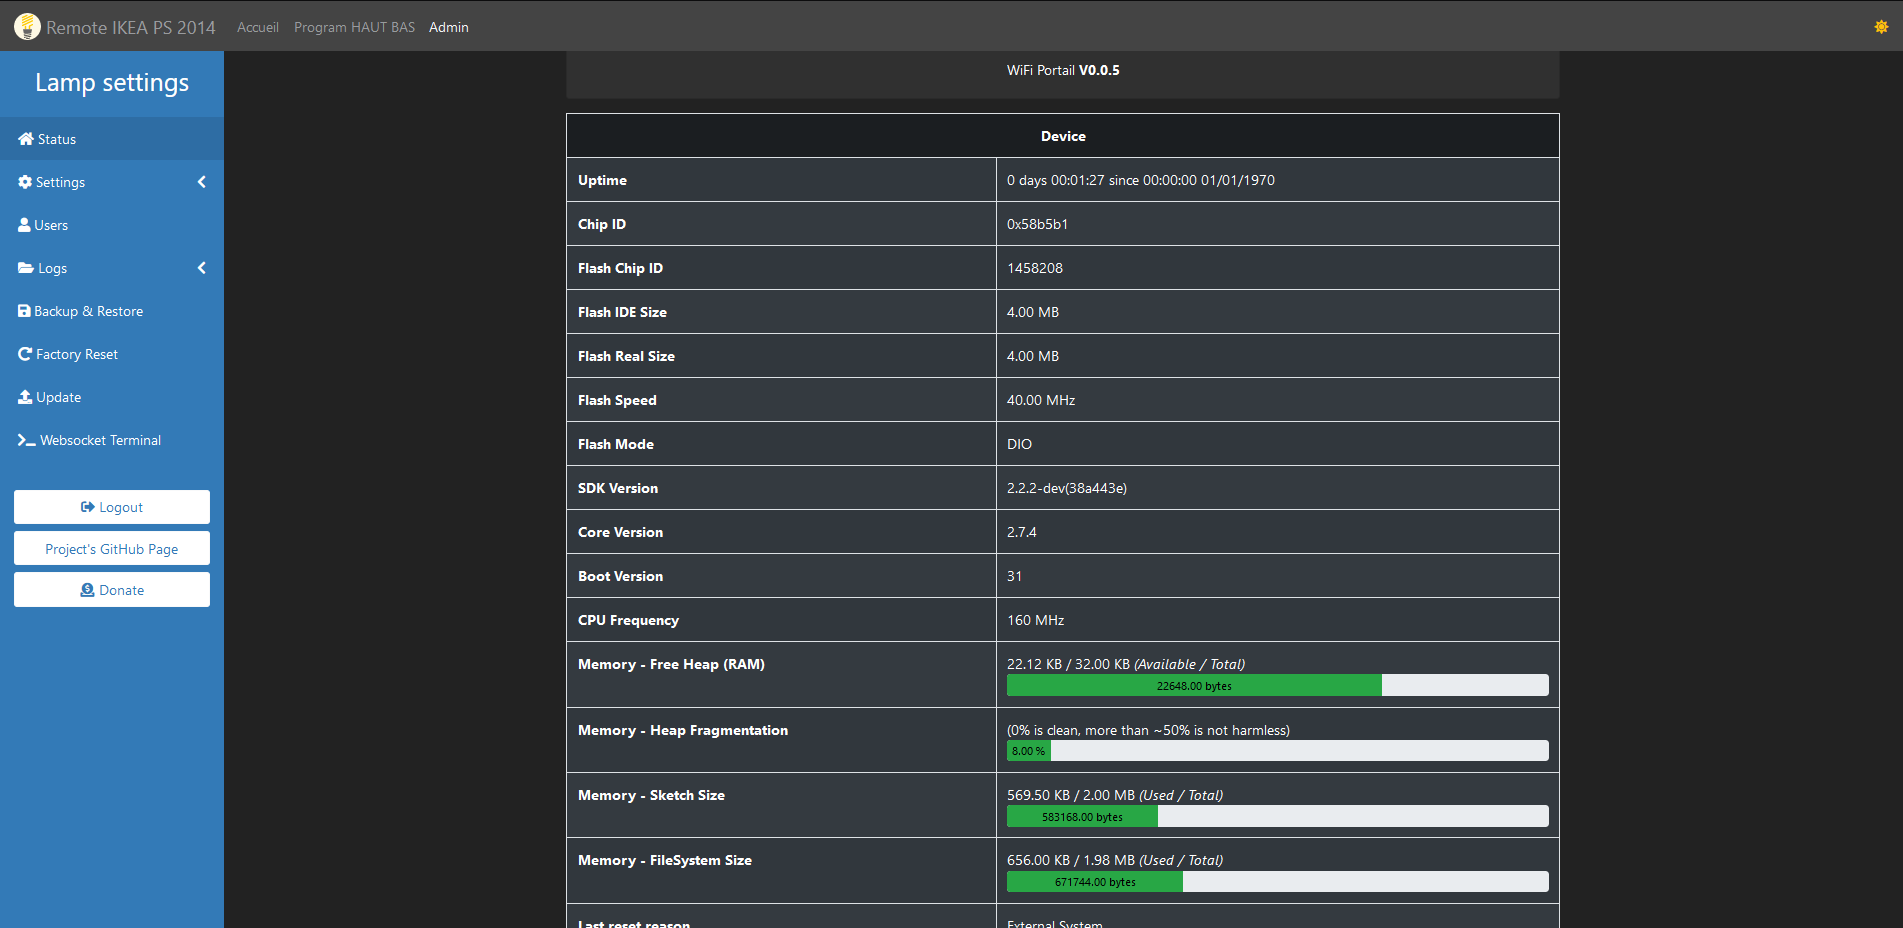 Remote IKEA PS 2014 Accueil Program HAUT BAS Admin
Lamp settings
Status
Settings
Users
Logs
Backup & Restore
Factory Reset
Update
Websocket Terminal
Logout
Project's GitHub Page
Donate
WiFi Portail V0.0.5
Device
Uptime 0 days 00:01:27 since 00:00:00 01/01/1970
Chip ID 0x58b5b1
Flash Chip ID 1458208
Flash IDE Size 4.00 MB
Flash Real Size 4.00 MB
Flash Speed 40.00 MHz
Flash Mode DIO
SDK Version 2.2.2-dev(38a443e)
Core Version 2.7.4
Boot Version 31
CPU Frequency 160 MHz
Memory - Free Heap (RAM) 22.12 KB / 32.00 KB (Available / Total)
22648.00 bytes
Memory - Heap Fragmentation (0% is clean, more than ~50% is not harmless)
8.00 %
Memory - Sketch Size 569.50 KB / 2.00 MB (Used / Total)
583168.00 bytes
Memory - FileSystem Size 656.00 KB / 1.98 MB (Used / Total)
671744.00 bytes
Last reset reason External System